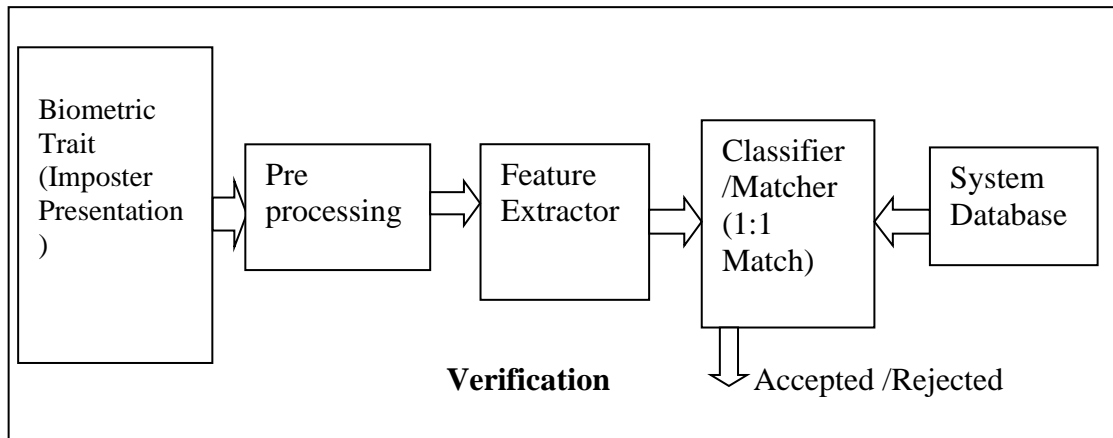 Biometric
Trait
(Imposter
Presentation
)
Pre
processing
Feature
Extractor
Classifier
/Matcher
(1:1
Match)
System
Database
Verification
Accepted /Rejected